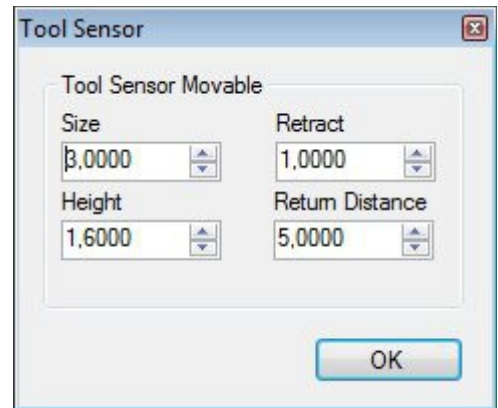 Tool Sensor
Tool Sensor Movable
Size
Retract
3,0000
1,0000
Height
Return Distance
1,6000
5,0000
OK